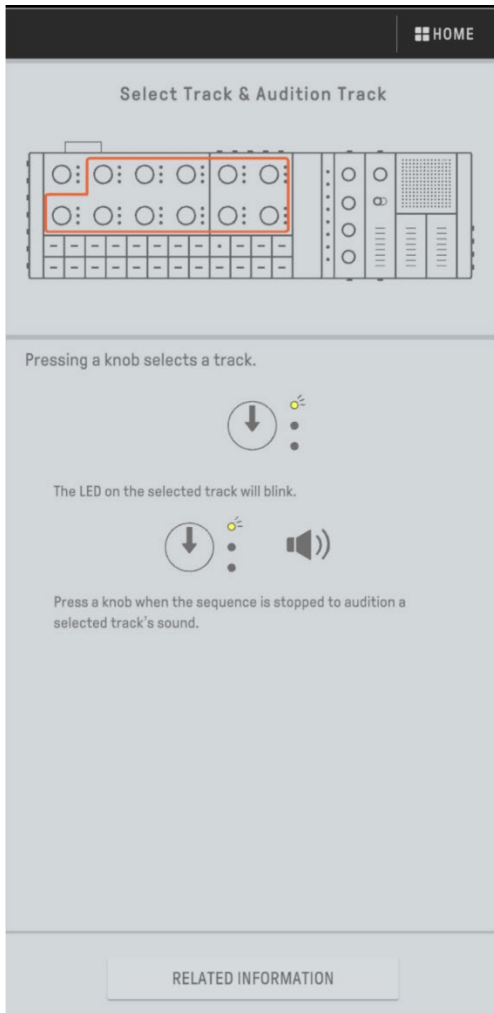 HOME
Select Track & Audition Track
Pressing a knob selects a track.
The LED on the selected track will blink.
Press a knob when the sequence is stopped to audition a
selected track's sound.
RELATED INFORMATION